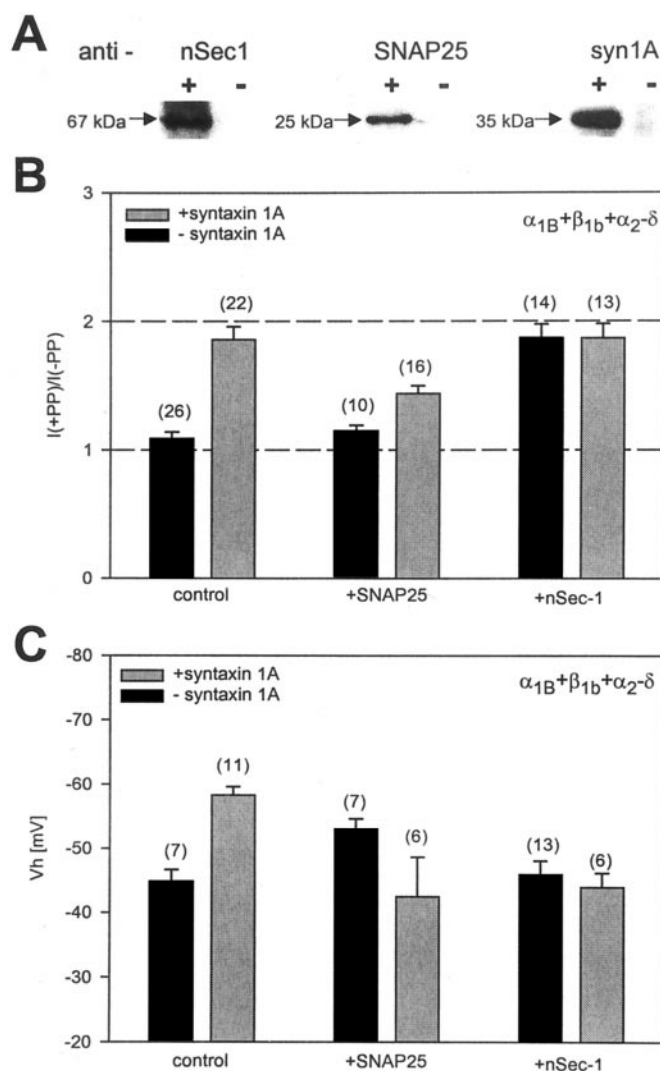 A
anti - nSec1 SNAP25 syn1A
+ - + - + -
67 kDa 25 kDa 35 kDa
B
3
2
1
0
I(+PP)/I(-PP)
+syntaxin 1A
- syntaxin 1A
α1B+β1b+α2-δ
(26) (22) (10) (16) (14) (13)
control +SNAP25 +nSec-1
C
-80
-70
-60
-50
-40
-30
-20
Vh [mV]
+syntaxin 1A
- syntaxin 1A
α1B+β1b+α2-δ
(7) (11) (7) (6) (13) (6)
control +SNAP25 +nSec-1